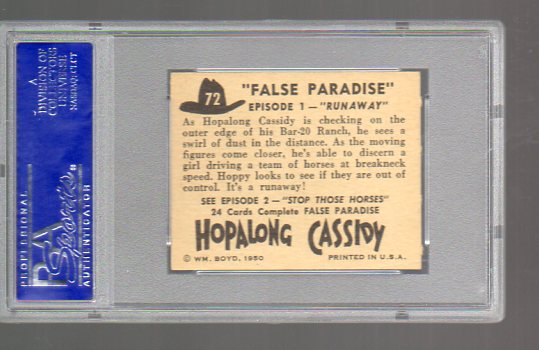 A
DIVISION OF
COLLECTORS
UNIVERSE
NASDAQ: CLCT
PSA
Sports
PROFESSIONAL
AUTHENTICATOR
72
"FALSE PARADISE"
EPISODE 1 — "RUNAWAY"
As Hopalong Cassidy is checking on the
outer edge of his Bar-20 Ranch, he sees a
swirl of dust in the distance. As the moving
figures come closer, he's able to discern a
girl driving a team of horses at breakneck
speed. Hoppy looks to see if they are out of
control. It's a runaway!
SEE EPISODE 2 — "STOP THOSE HORSES"
24 Cards Complete FALSE PARADISE
HOPALONG CASSIDY
© WM. BOYD, 1950 PRINTED IN U.S.A.